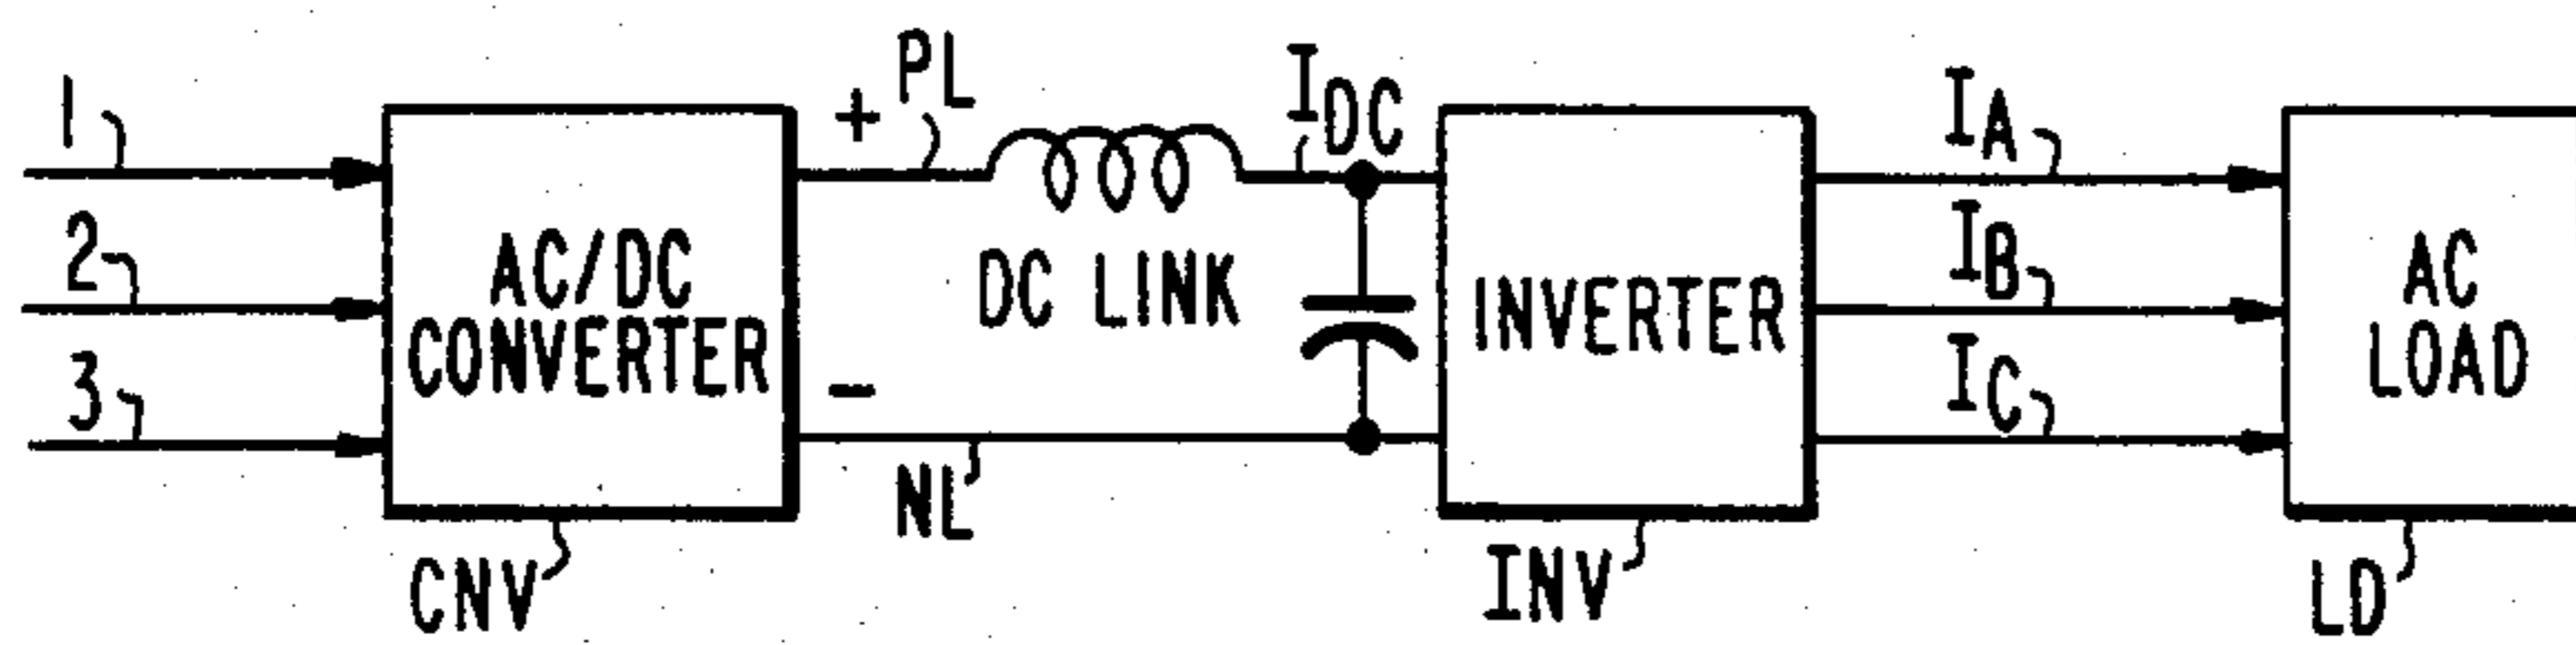 1
2
3
AC/DC
CONVERTER
CNV
+ PL
DC LINK
-
NL
IDC
INVERTER
INV
IA
IB
IC
AC
LOAD
LD